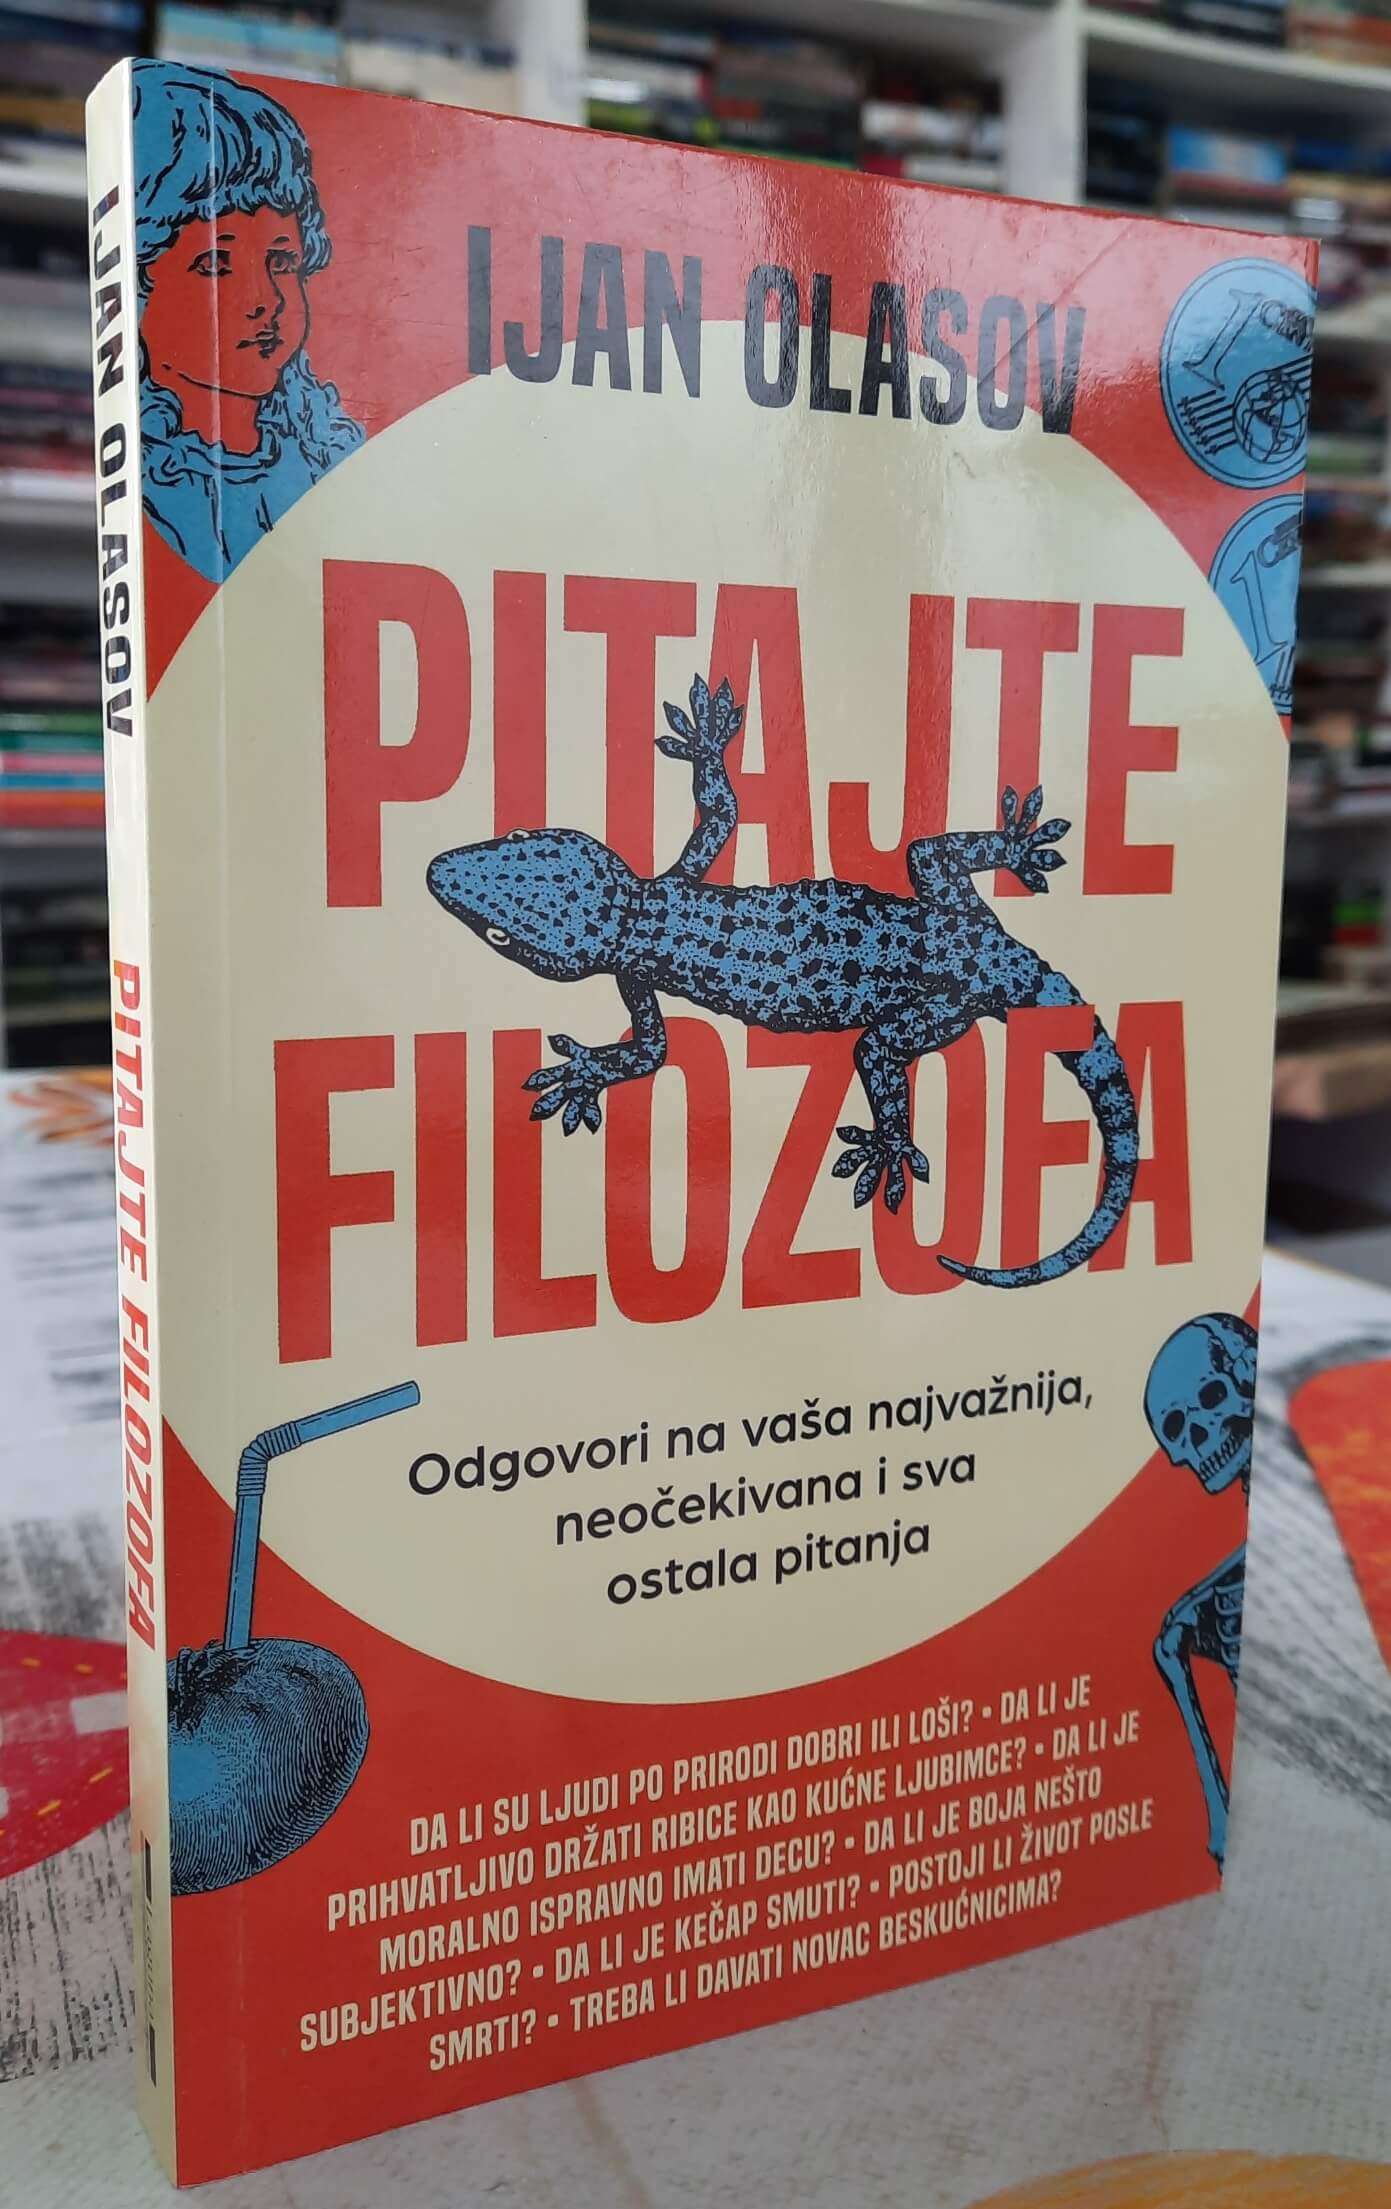 IJAN OLASOV
PITAJTE
FILOZOFA
Odgovori na vaša najvažnija,
neočekivana i sva
ostala pitanja
DA LI SU LJUDI PO PRIRODI DOBRI ILI LOŠI? • DA LI JE
PRIHVATLJIVO DRŽATI RIBICE KAO KUĆNE LJUBIMCE? • DA LI JE
MORALNO ISPRAVNO IMATI DECU? • DA LI JE BOJA NEŠTO
SUBJEKTIVNO? • DA LI JE KEČAP SMUTI? • POSTOJI LI ŽIVOT POSLE
SMRTI? • TREBA LI DAVATI NOVAC BESKUĆNICIMA?
IJAN OLASOV
PITAJTE FILOZOFA